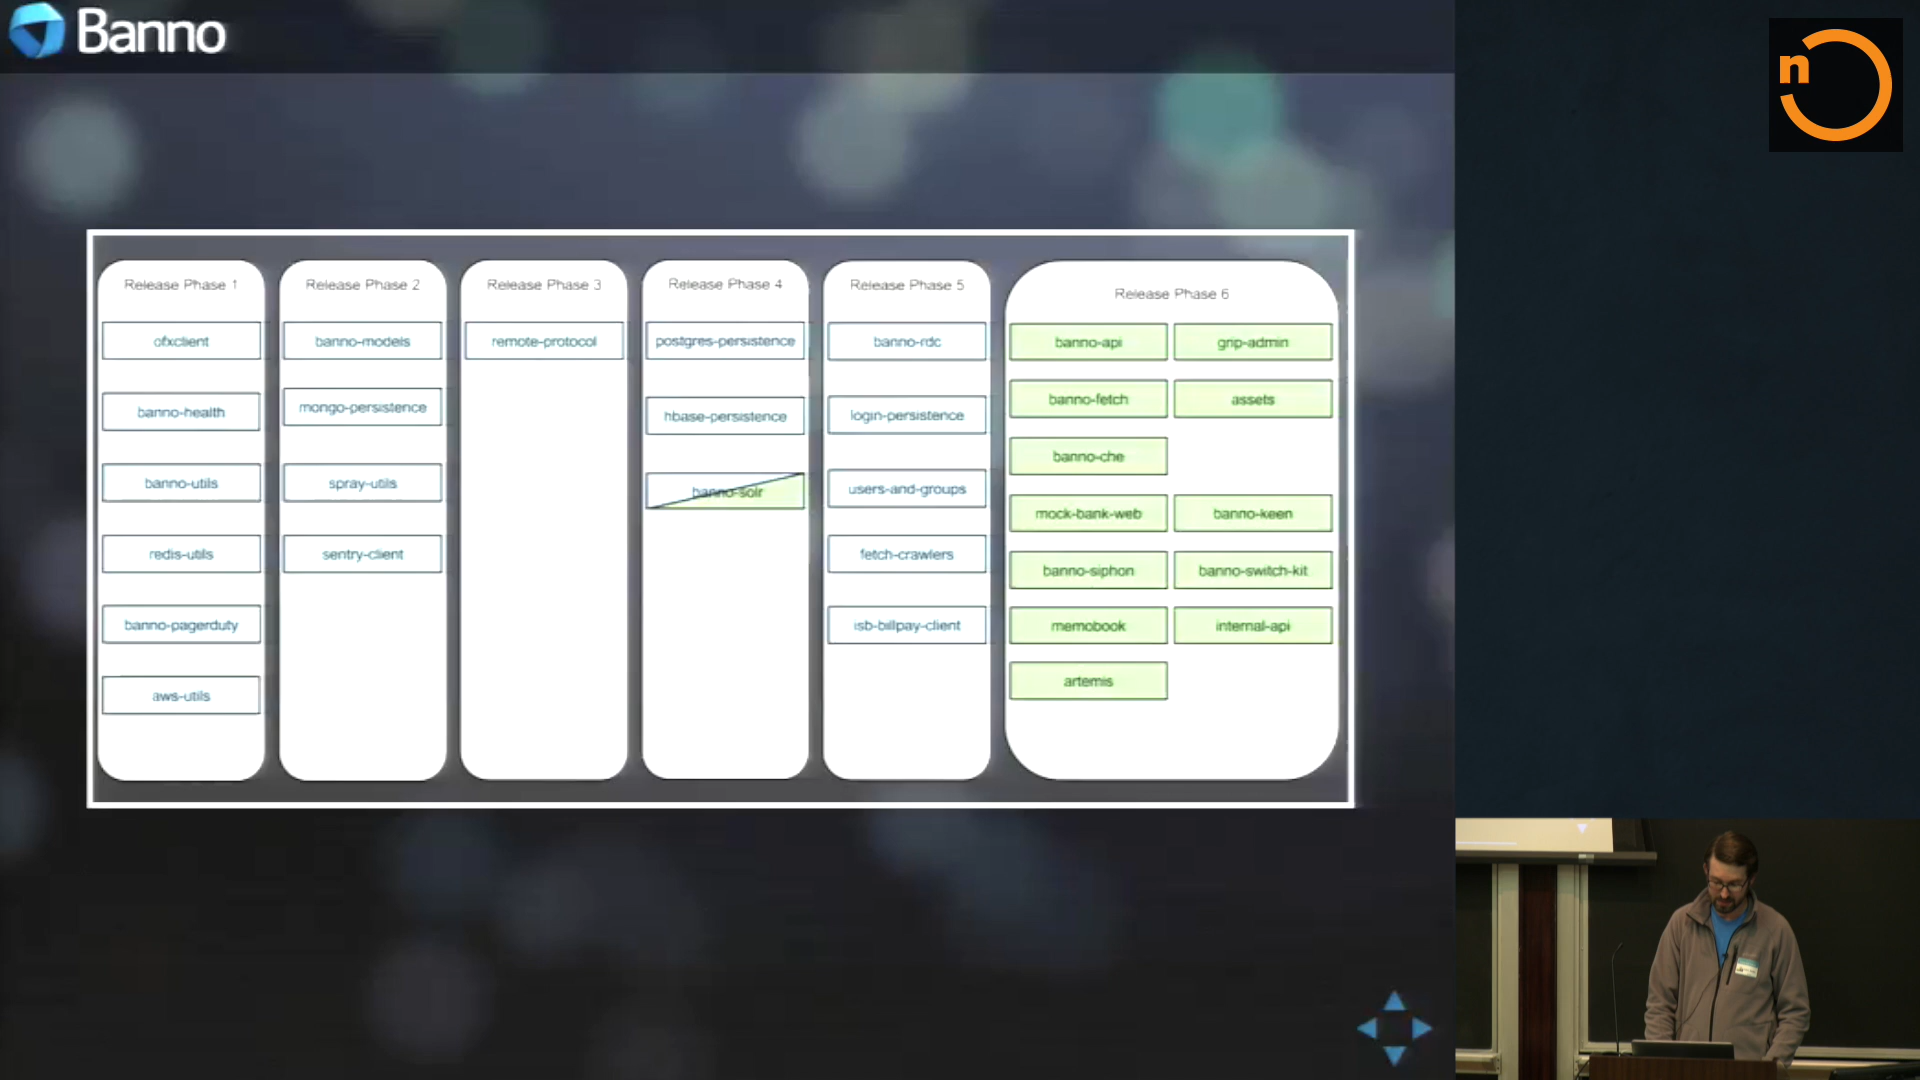 Banno
n
Release Phase 1
ofxclient
banno-health
banno-utils
redis-utils
banno-pagerduty
aws-utils
Release Phase 2
banno-models
mongo-persistence
spray-utils
sentry-client
Release Phase 3
remote-protocol
Release Phase 4
postgres-persistence
hbase-persistence
banno-solr
Release Phase 5
banno-rdc
login-persistence
users-and-groups
fetch-crawlers
isb-billpay-client
Release Phase 6
banno-api
grip-admin
banno-fetch
assets
banno-che
mock-bank-web
banno-keen
banno-siphon
banno-switch-kit
memobook
internal-api
artemis